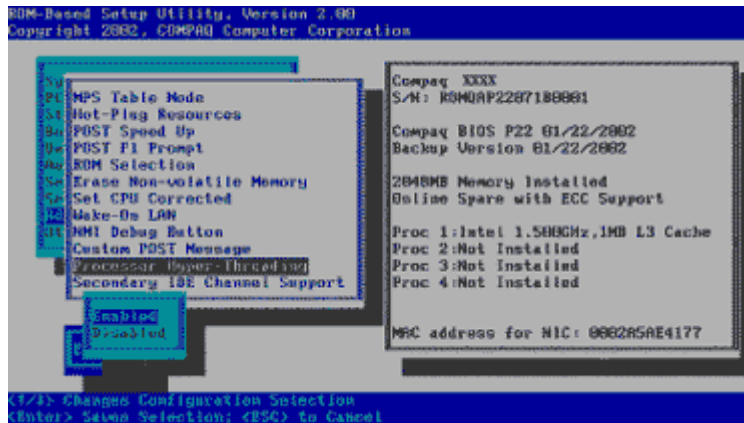 ROM-Based Setup Utility, Version 2.00
Copyright 2002, COMPAQ Computer Corporation
MPS Table Mode
Hot-Plug Resources
POST Speed Up
POST F1 Prompt
ROM Selection
Erase Non-volatile Memory
Set CPU Corrected
Wake-On LAN
NMI Debug Button
Custom POST Message
Processor Hyper-Threading
Secondary IDE Channel Support
Enabled
Disabled
Compaq XXXX
S/N:
Compaq BIOS P22 01/22/2002
Backup Version 01/22/2002
2048MB Memory Installed
Online Spare with ECC Support
Proc 1:Intel 1.500GHz,1MB L3 Cache
Proc 2:Not Installed
Proc 3:Not Installed
Proc 4:Not Installed
MAC address for NIC: 0002A5AE4177
Changes Configuration Selection
<Enter> Saves Selection; <ESC> to Cancel